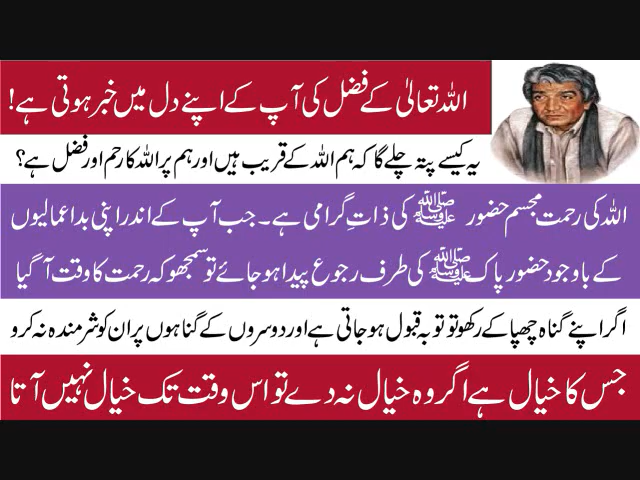 اللہ تعالیٰ کے فضل کی آپ کے اپنے دل میں خبر ہوتی ہے!
یہ کیسے پتہ چلے گا کہ ہم اللہ کے قریب ہیں اور ہم پر اللہ کا رحم اور فضل ہے؟
اللہ کی رحمت مجسم حضور ﷺ کی ذاتِ گرامی ہے۔ جب آپ کے اندر اپنی بداعمالیوں
کے باوجود حضور پاک ﷺ کی طرف رجوع پیدا ہوجائے تو سمجھو کہ رحمت کا وقت آ گیا
اگر اپنے گناہ چھپا کے رکھو تو توبہ قبول ہو جاتی ہے اور دوسروں کے گناہوں پر ان کو شرمندہ نہ کرو
جس کا خیال ہے اگر وہ خیال نہ دے تو اس وقت تک خیال نہیں آتا